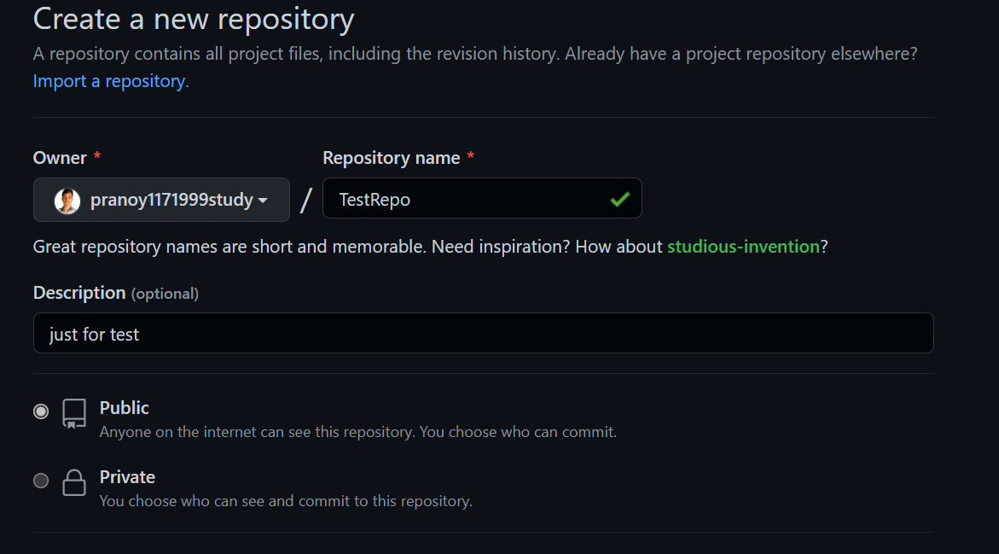 Create a new repository
A repository contains all project files, including the revision history. Already have a project repository elsewhere?
Import a repository.
Owner * Repository name *
pranoy1171999study / TestRepo
Great repository names are short and memorable. Need inspiration? How about studious-invention?
Description (optional)
just for test
Public
Anyone on the internet can see this repository. You choose who can commit.
Private
You choose who can see and commit to this repository.